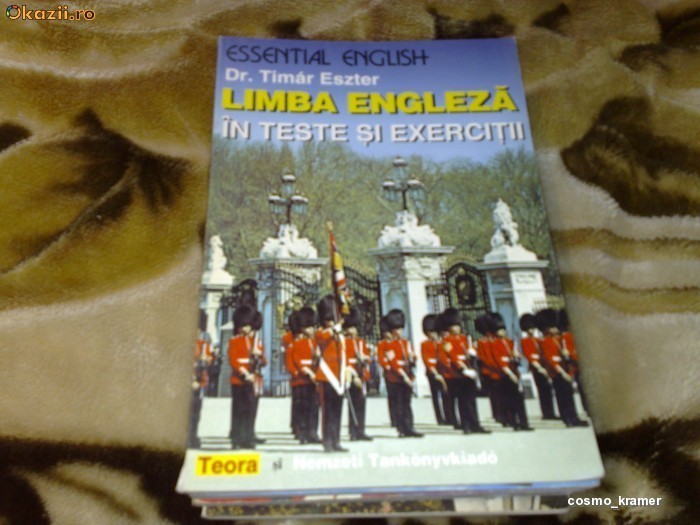 Okazii.ro
ESSENTIAL ENGLISH
Dr. Timár Eszter
LIMBA ENGLEZĂ
ÎN TESTE ȘI EXERCIȚII
Teora și Nemzeti Tankönyvkiadó
cosmo_kramer